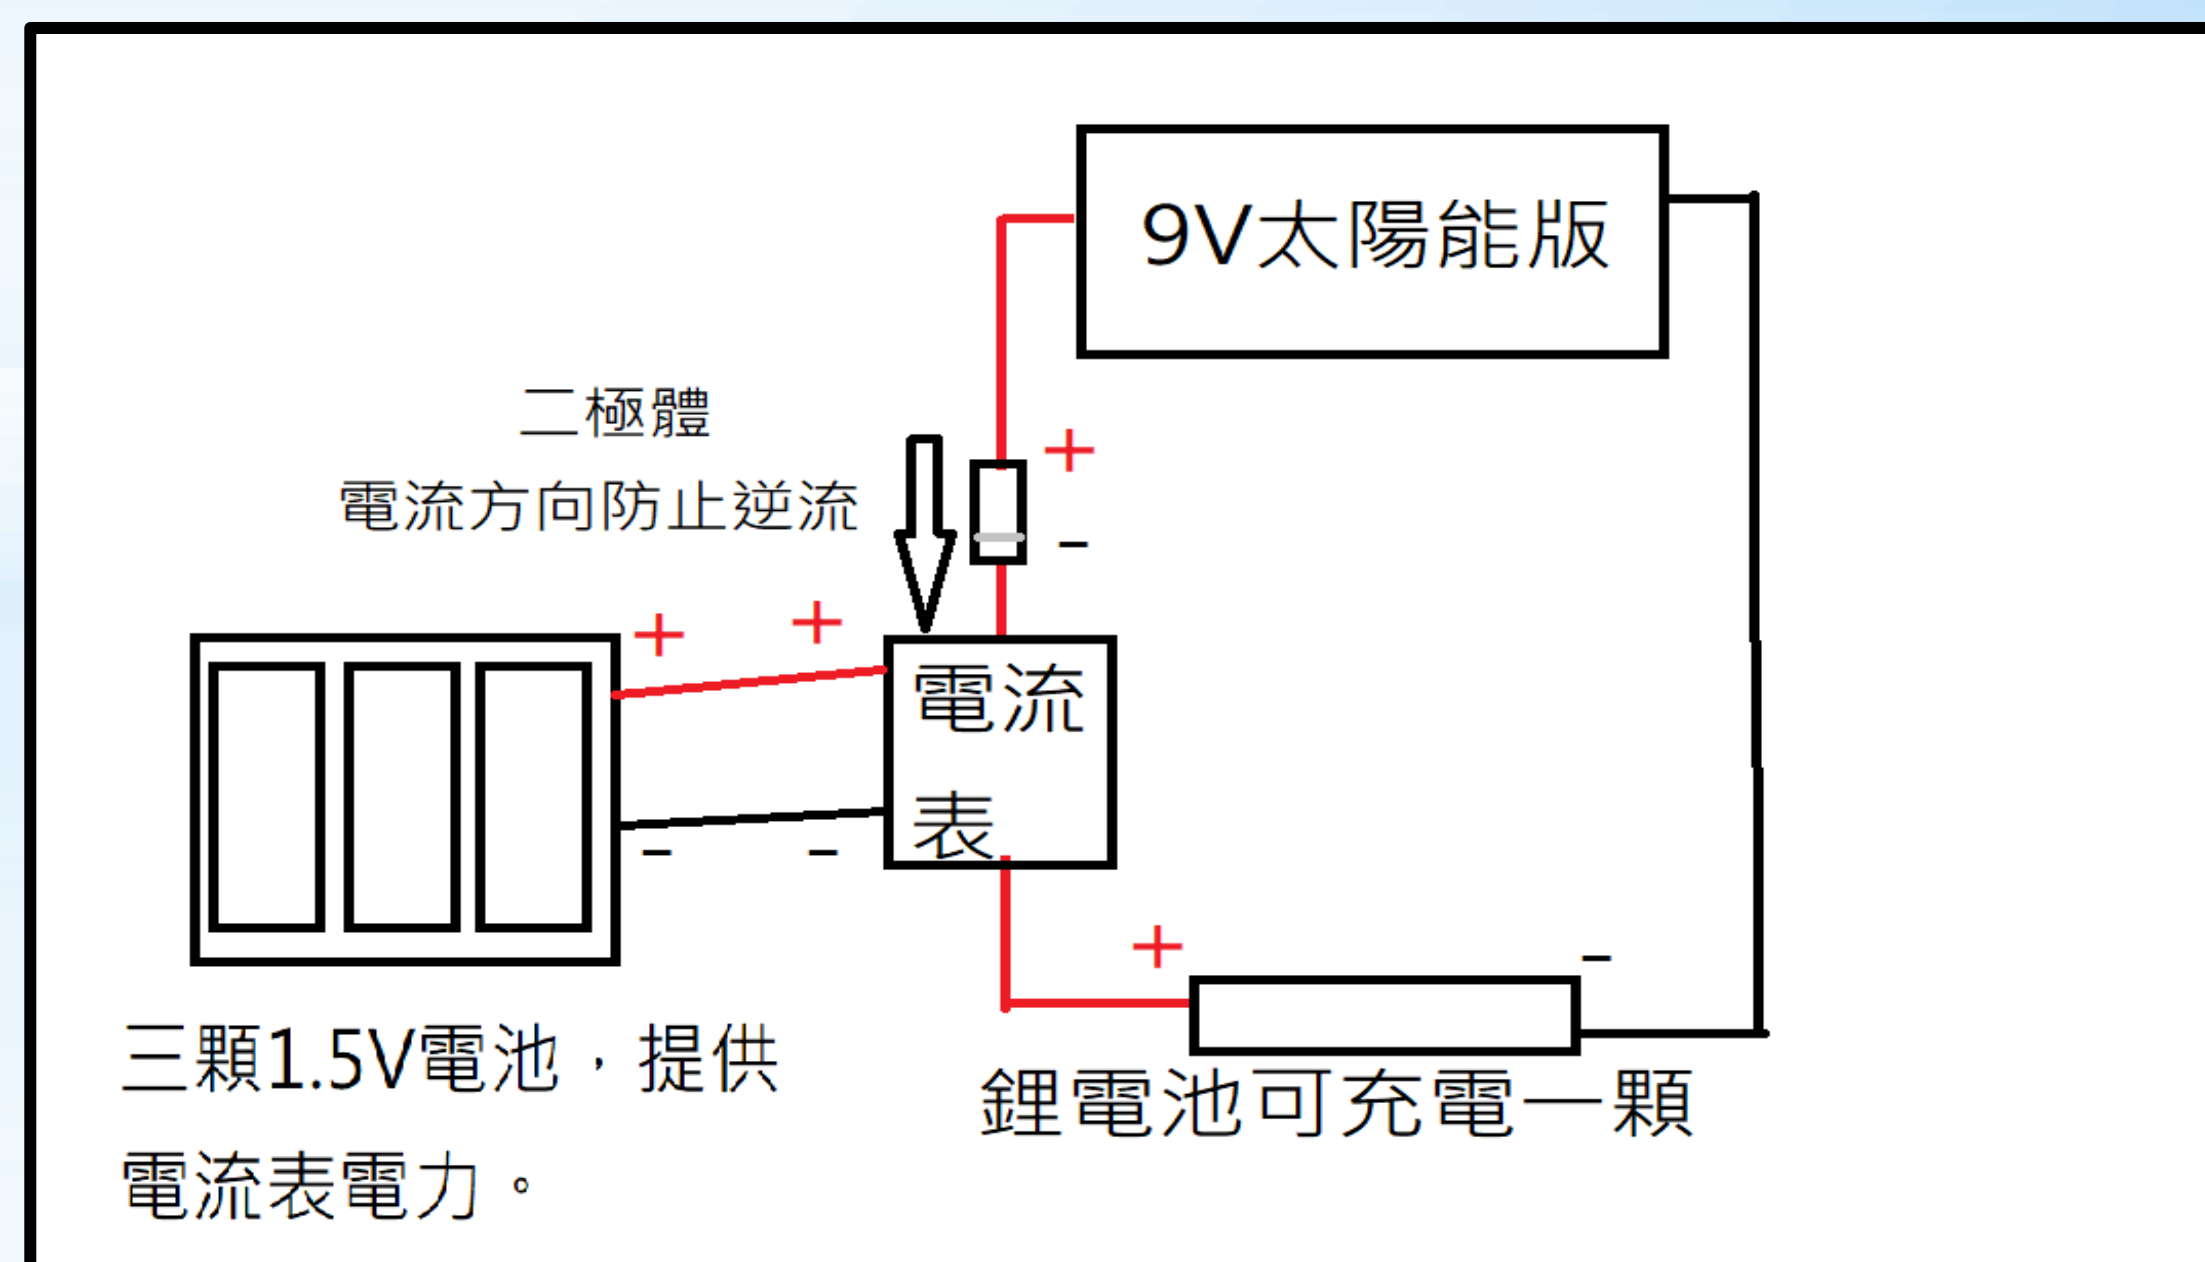 9V太陽能版
二極體
電流方向防止逆流
+
-
+ +
電流
表
- -
+ -
三顆1.5V電池，提供
電流表電力。
鋰電池可充電一顆